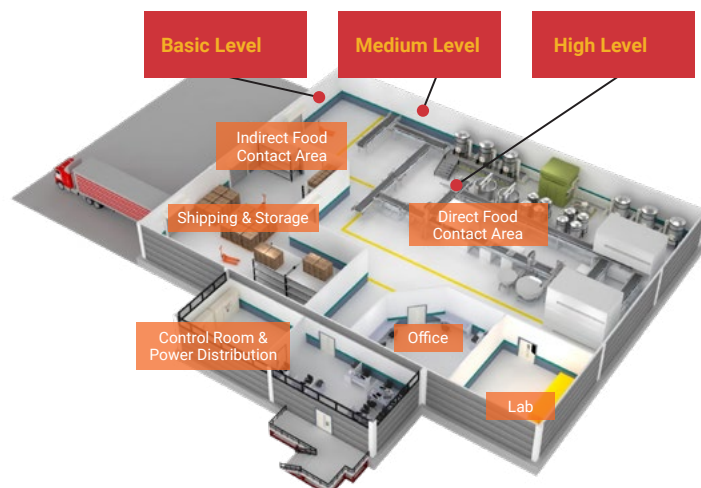 Basic Level
Medium Level
High Level
Indirect Food
Contact Area
Shipping & Storage
Direct Food
Contact Area
Control Room &
Power Distribution
Office
Lab